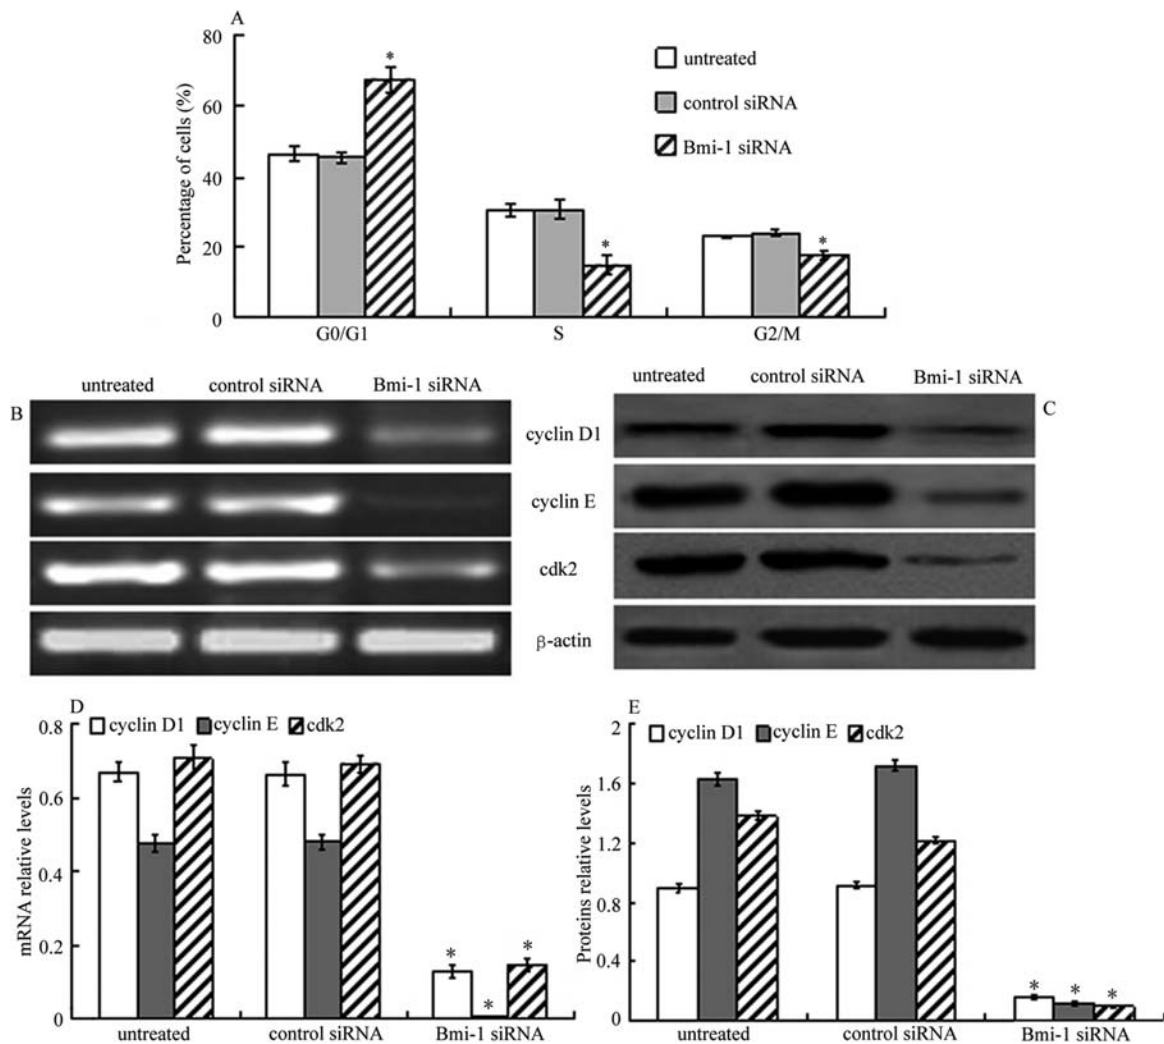 A
80
60
40
20
0
Percentage of cells (%)
*
*
*
untreated
control siRNA
Bmi-1 siRNA
G0/G1 S G2/M
B
untreated control siRNA Bmi-1 siRNA
untreated control siRNA Bmi-1 siRNA
C
cyclin D1
cyclin E
cdk2
β-actin
D
cyclin D1 cyclin E cdk2
0.8
0.6
0.4
0.2
0
mRNA relative levels
* * *
untreated control siRNA Bmi-1 siRNA
E
cyclin D1 cyclin E cdk2
2
1.6
1.2
0.8
0.4
0
Proteins relative levels
* * *
untreated control siRNA Bmi-1 siRNA